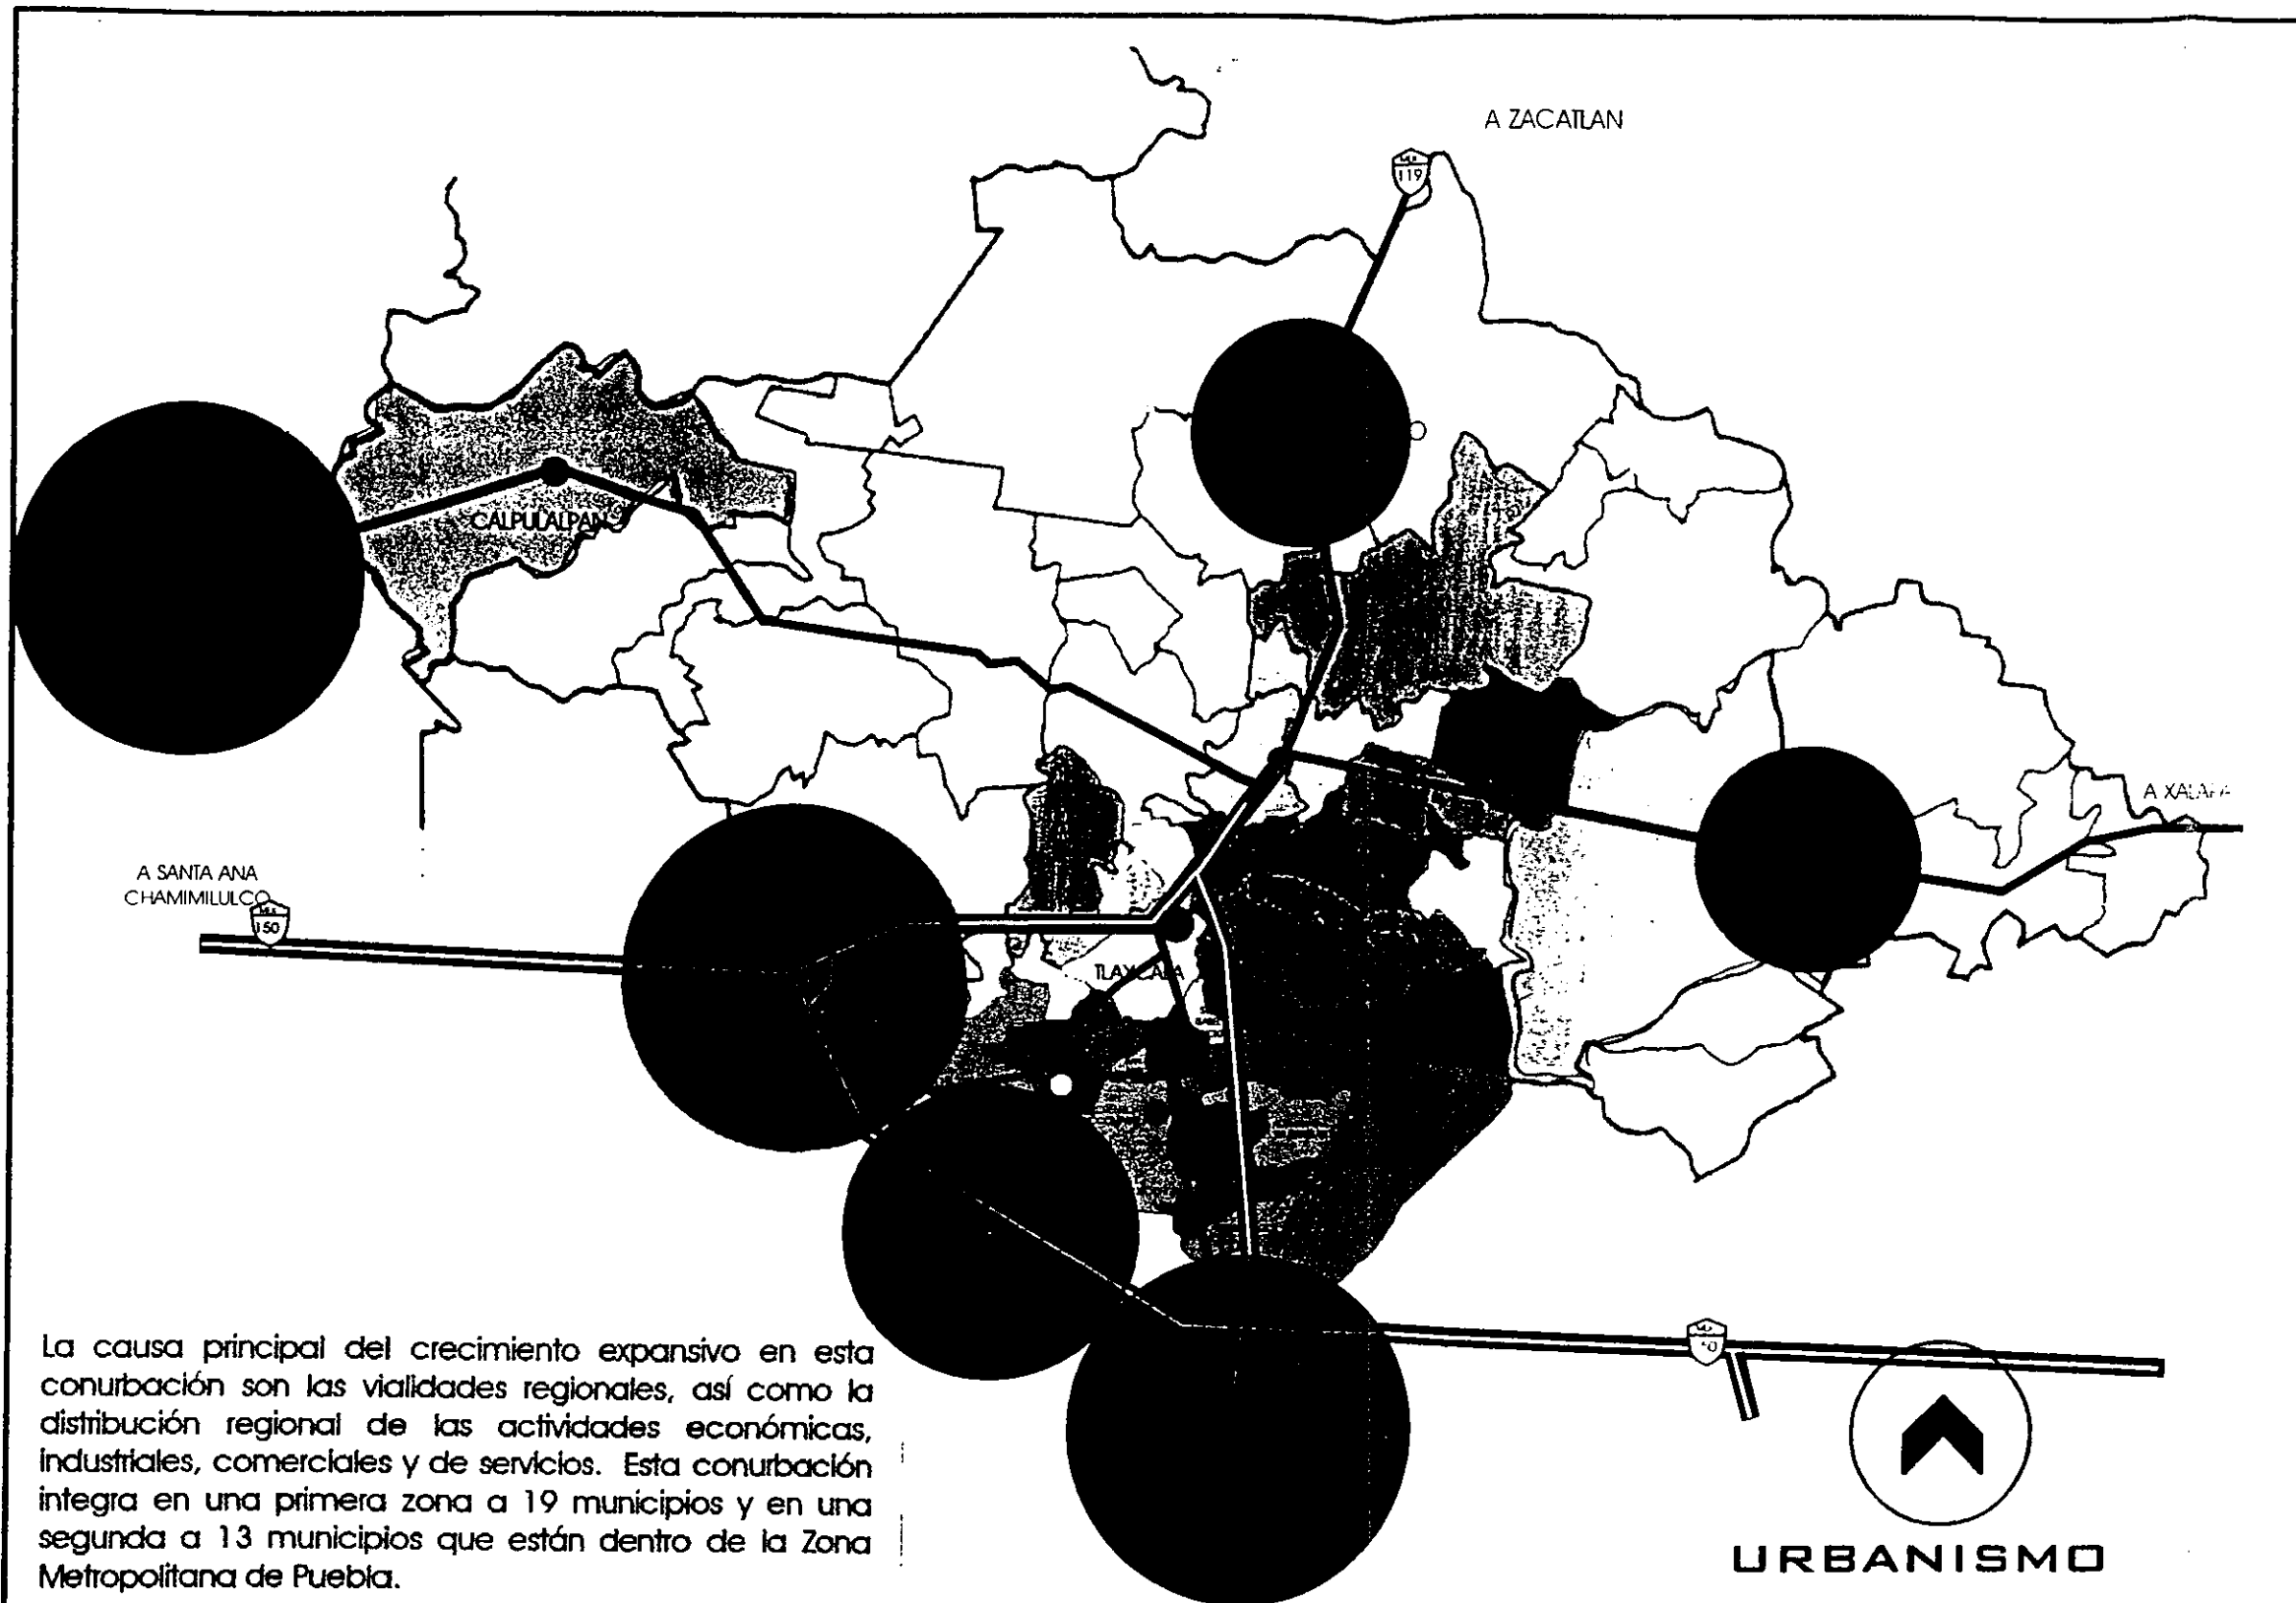 A ZACATLAN
MEX
119
CALPULALPAN
A XALAPA
A SANTA ANA
CHAMIMILULCO
MEX
150
TLAXCALA
La causa principal del crecimiento expansivo en esta
conurbación son las vialidades regionales, así como la
distribución regional de las actividades económicas,
industriales, comerciales y de servicios. Esta conurbación
integra en una primera zona a 19 municipios y en una
segunda a 13 municipios que están dentro de la Zona
Metropolitana de Puebla.
URBANISMO